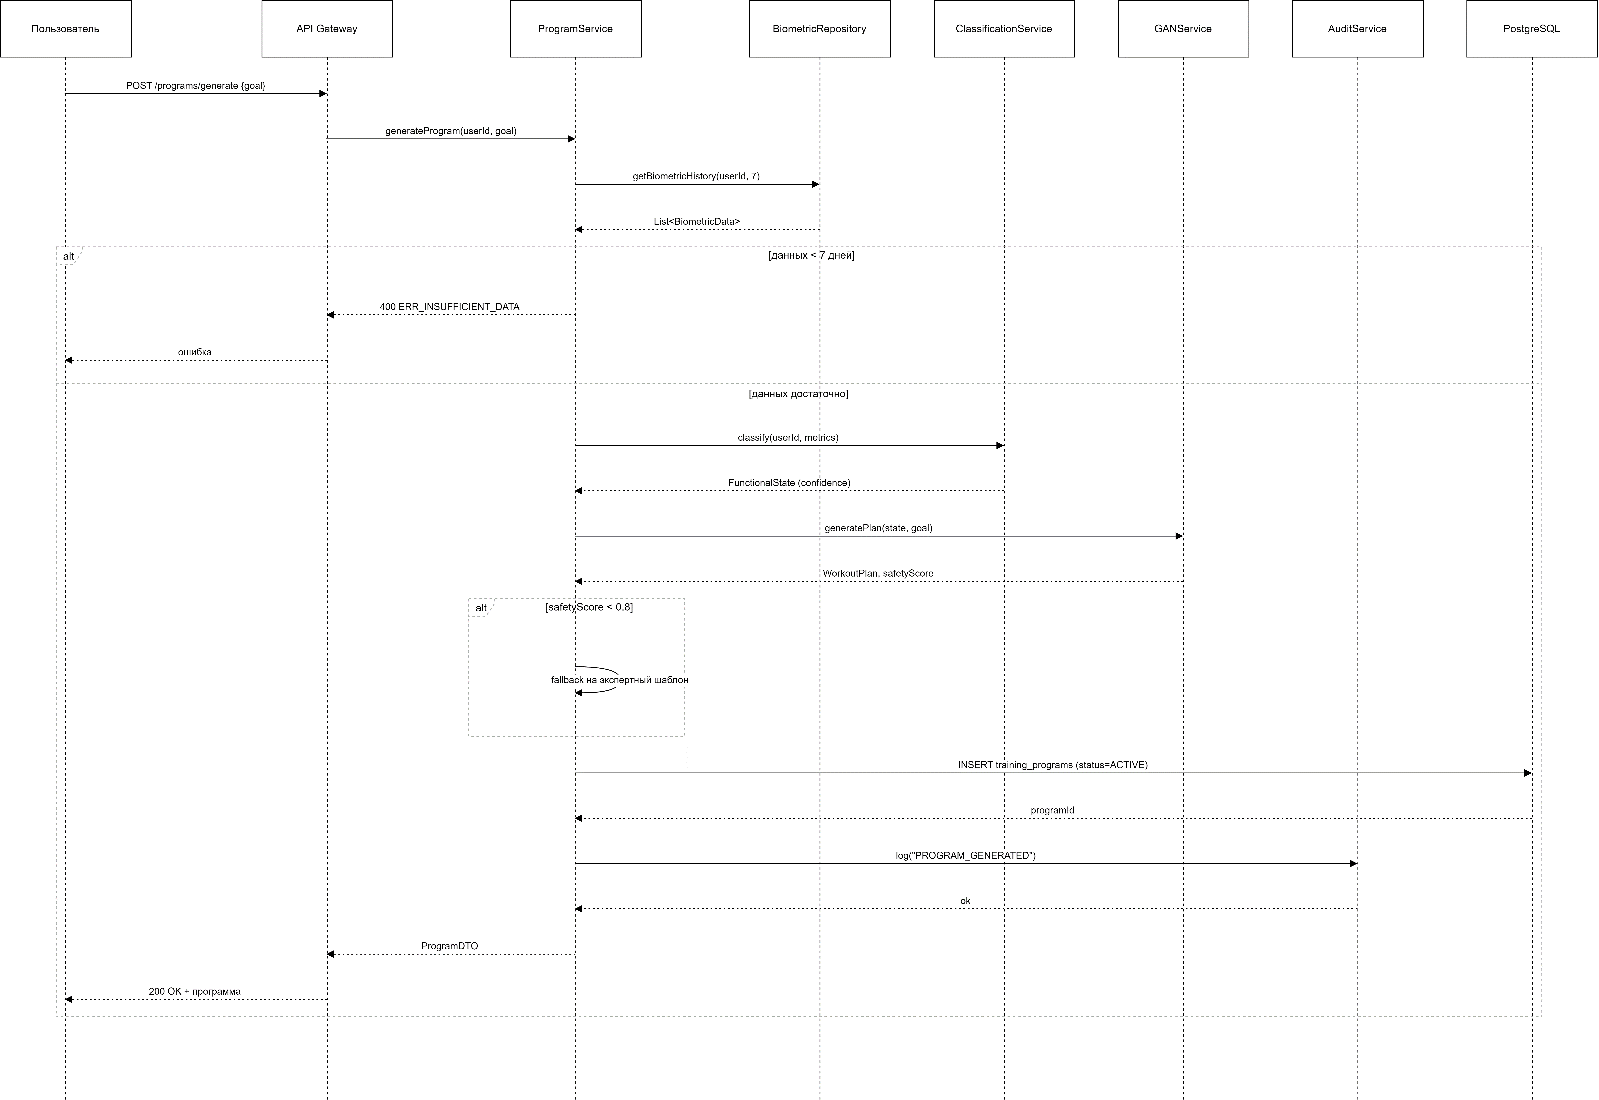 Пользователь
API Gateway
ProgramService
BiometricRepository
ClassificationService
GANService
AuditService
PostgreSQL
POST /programs/generate {goal}
generateProgram(userId, goal)
getBiometricHistory(userId, 7)
List<BiometricData>
alt
[данных < 7 дней]
400 ERR_INSUFFICIENT_DATA
ошибка
[данных достаточно]
classify(userId, metrics)
FunctionalState (confidence)
generatePlan(state, goal)
WorkoutPlan, safetyScore
alt
[safetyScore < 0.8]
fallback на экспертный шаблон
INSERT training_programs (status=ACTIVE)
programId
log("PROGRAM_GENERATED")
ok
ProgramDTO
200 OK + программа